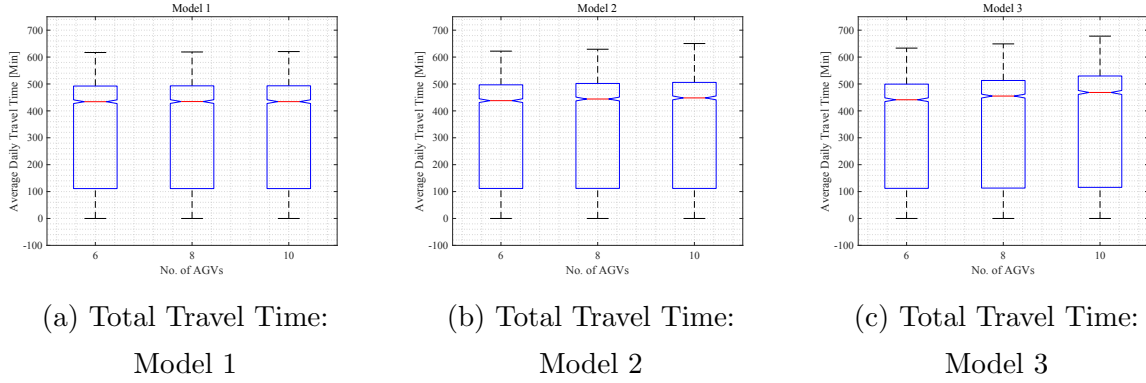 Model 1
Average Daily Travel Time [Min]
700
600
500
400
300
200
100
0
-100
6 8 10
No. of AGVs
Model 2
Average Daily Travel Time [Min]
700
600
500
400
300
200
100
0
-100
6 8 10
No. of AGVs
Model 3
Average Daily Travel Time [Min]
700
600
500
400
300
200
100
0
-100
6 8 10
No. of AGVs
(a) Total Travel Time:
Model 1
(b) Total Travel Time:
Model 2
(c) Total Travel Time:
Model 3